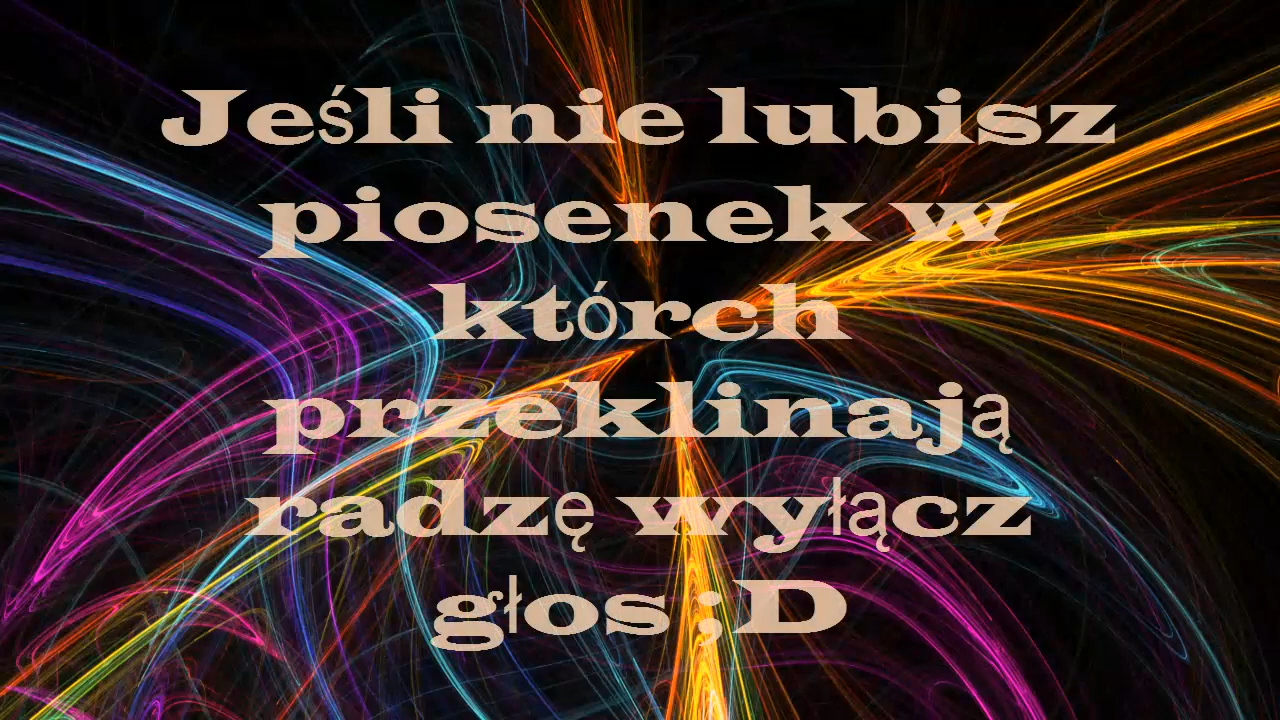 Jeśli nie lubisz
piosenek w
którch
przeklinają
radzę wyłącz
głos ;D